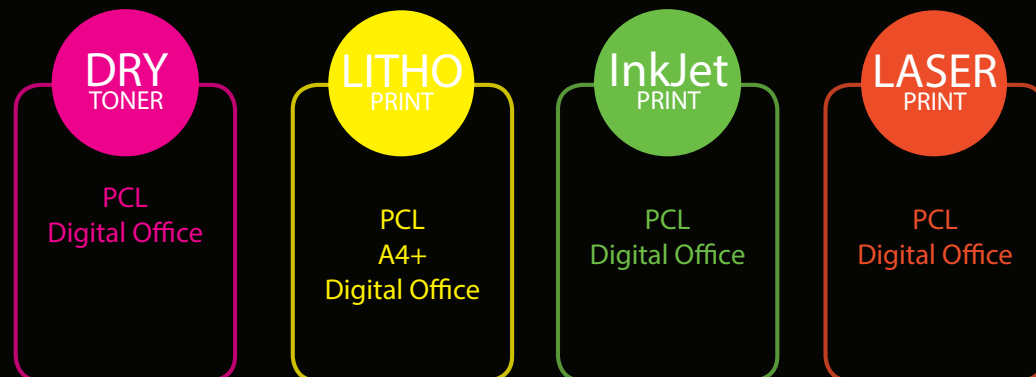 DRY
TONER
PCL
Digital Office
LITHO
PRINT
PCL
A4+
Digital Office
InkJet
PRINT
PCL
Digital Office
LASER
PRINT
PCL
Digital Office